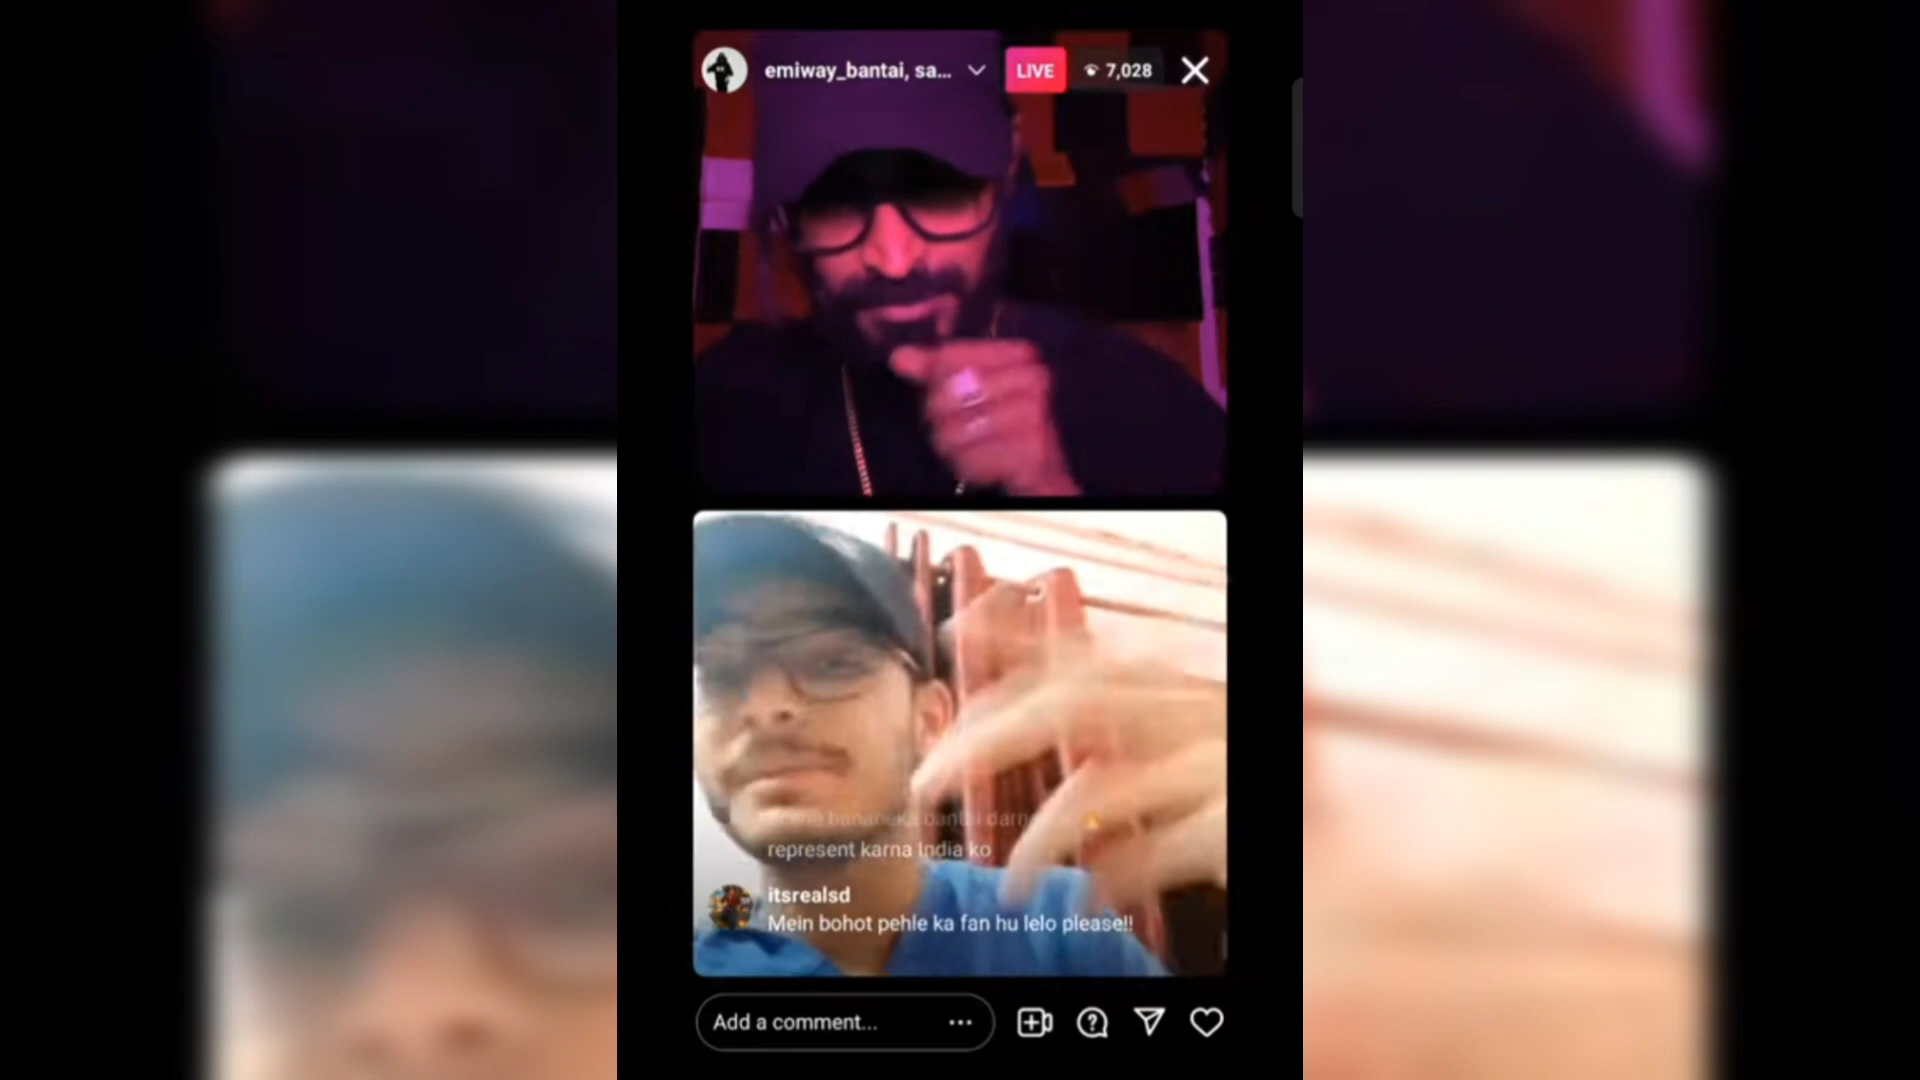 emiway_bantai, sa...
LIVE
7,028
represent karna India ko
itsrealsd
Mein bohot pehle ka fan hu lelo please!!
Add a comment...